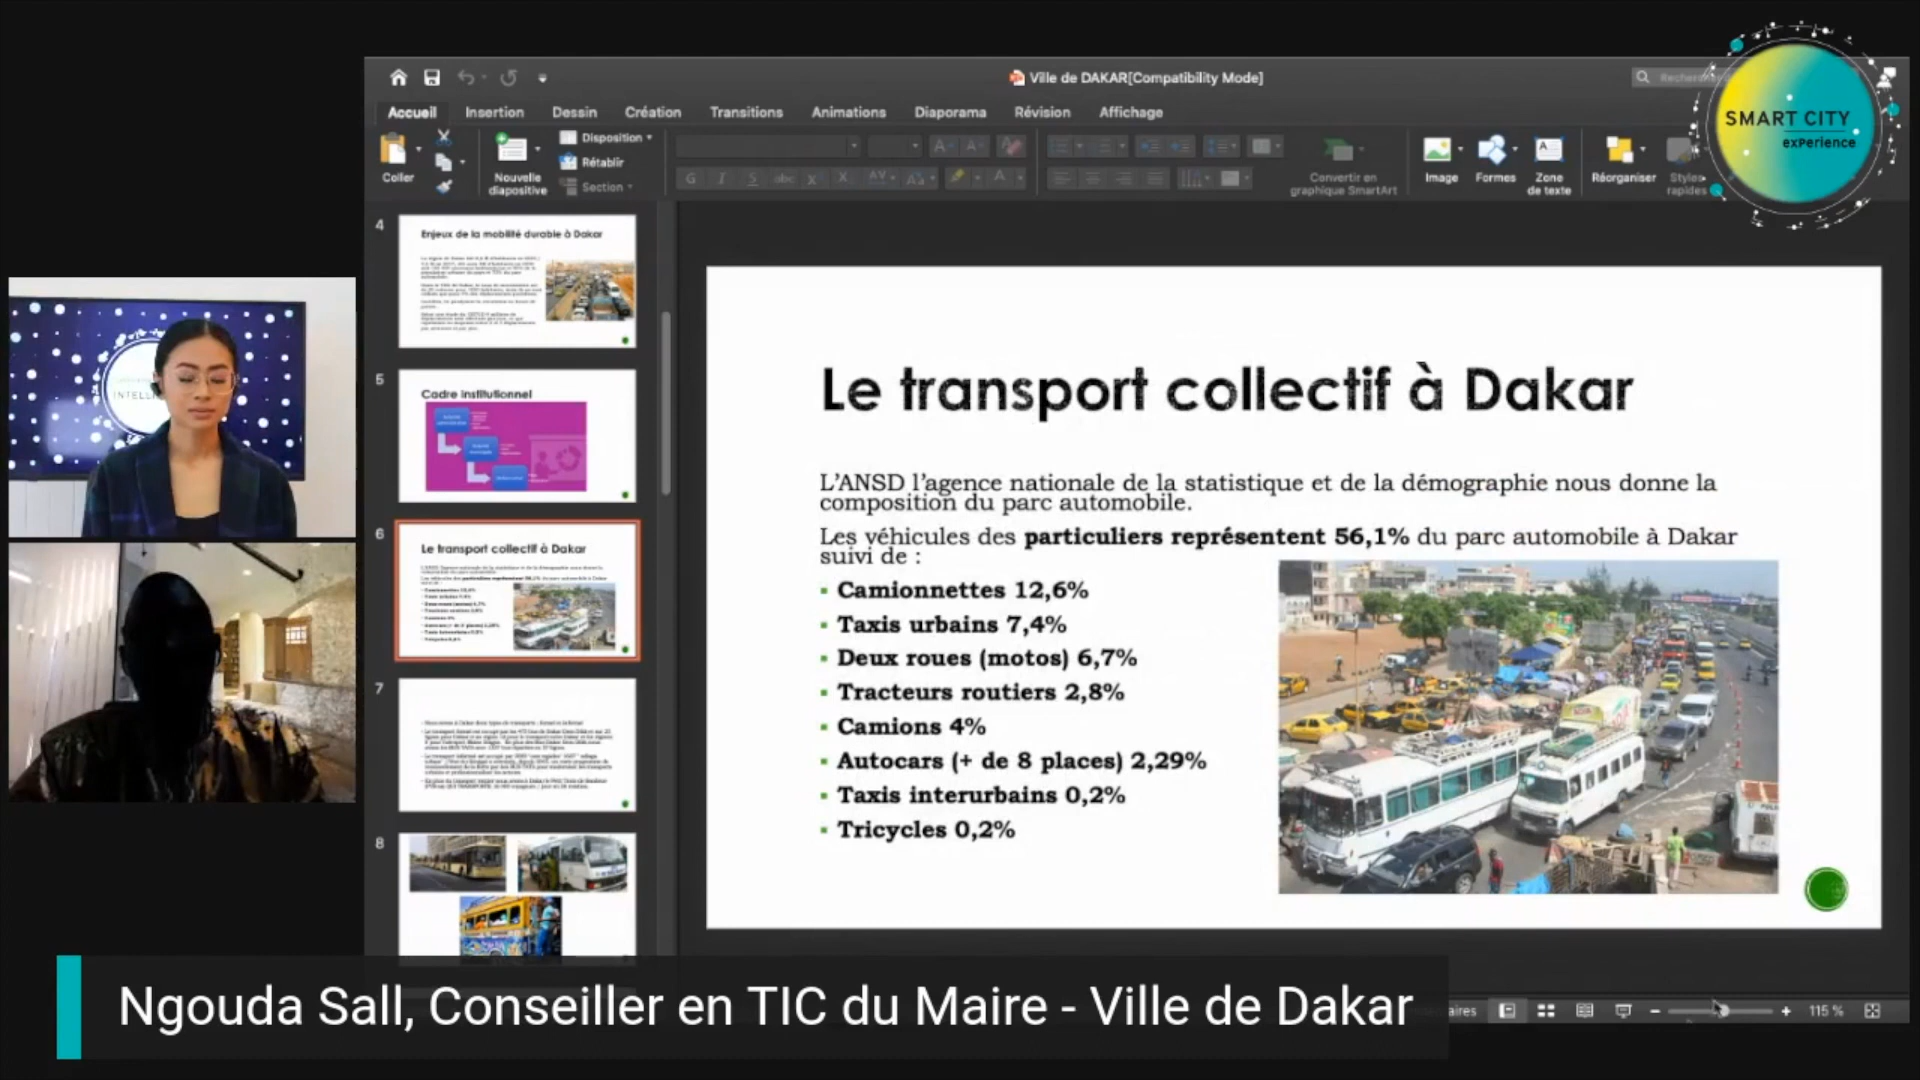 Ville de DAKAR[Compatibility Mode]
SMART CITY
experience
Accueil Insertion Dessin Création Transitions Animations Diaporama Révision Affichage
Coller
Nouvelle
diapositive
Disposition
Rétablir
Section
Convertir en
graphique SmartArt
Image
Formes
Zone
de texte
Réorganiser
Styles
rapides
4
Enjeux de la mobilité durable à Dakar
5
Cadre institutionnel
6
Le transport collectif à Dakar
7
8
Le transport collectif à Dakar
L'ANSD l'agence nationale de la statistique et de la démographie nous donne la
composition du parc automobile.
Les véhicules des particuliers représentent 56,1% du parc automobile à Dakar
suivi de :
▪ Camionnettes 12,6%
▪ Taxis urbains 7,4%
▪ Deux roues (motos) 6,7%
▪ Tracteurs routiers 2,8%
▪ Camions 4%
▪ Autocars (+ de 8 places) 2,29%
▪ Taxis interurbains 0,2%
▪ Tricycles 0,2%
Ngouda Sall, Conseiller en TIC du Maire - Ville de Dakar
115 %